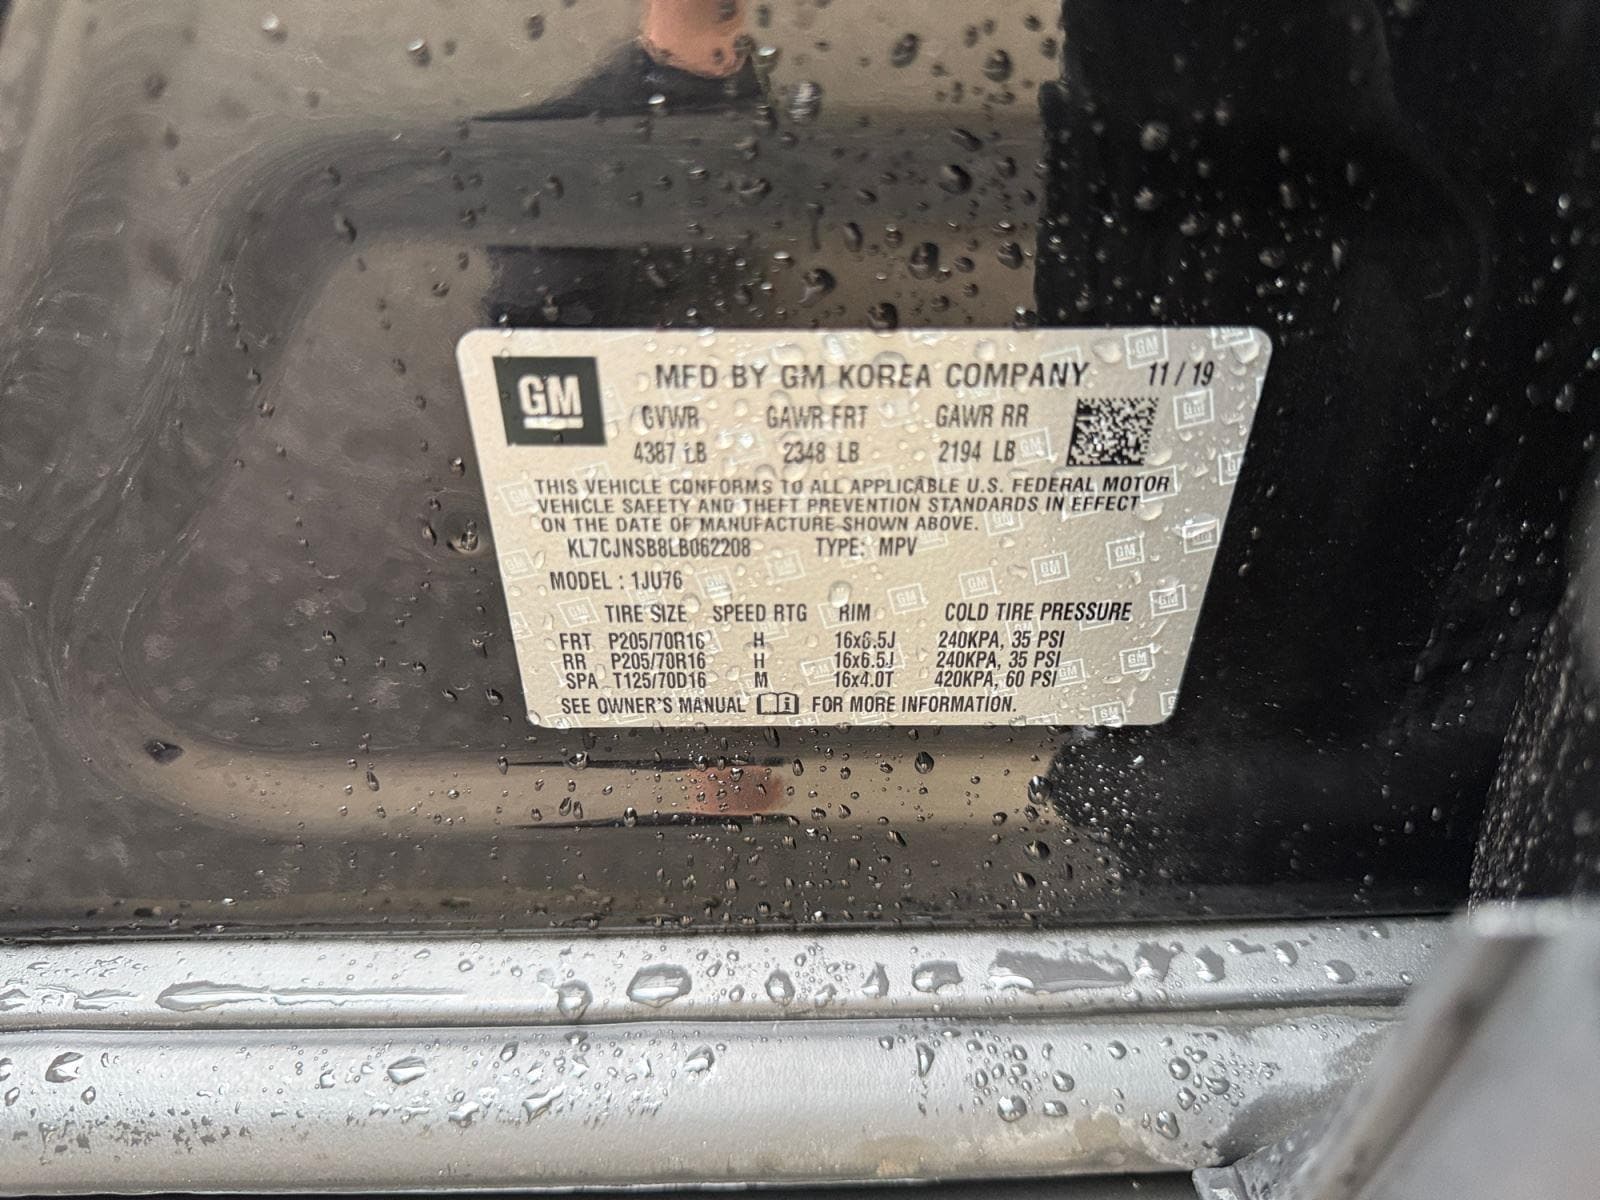 GM
MFD BY GM KOREA COMPANY 11 / 19
GVWR GAWR FRT GAWR RR
4387 LB 2348 LB 2194 LB
THIS VEHICLE CONFORMS TO ALL APPLICABLE U.S. FEDERAL MOTOR
VEHICLE SAFETY AND THEFT PREVENTION STANDARDS IN EFFECT
ON THE DATE OF MANUFACTURE SHOWN ABOVE.
KL7CJNSB8LB062208 TYPE: MPV
MODEL : 1JU76
TIRE SIZE SPEED RTG RIM COLD TIRE PRESSURE
FRT P205/70R16 H 16x6.5J 240KPA, 35 PSI
RR P205/70R16 H 16x6.5J 240KPA, 35 PSI
SPA T125/70D16 M 16x4.0T 420KPA, 60 PSI
SEE OWNER'S MANUAL FOR MORE INFORMATION.